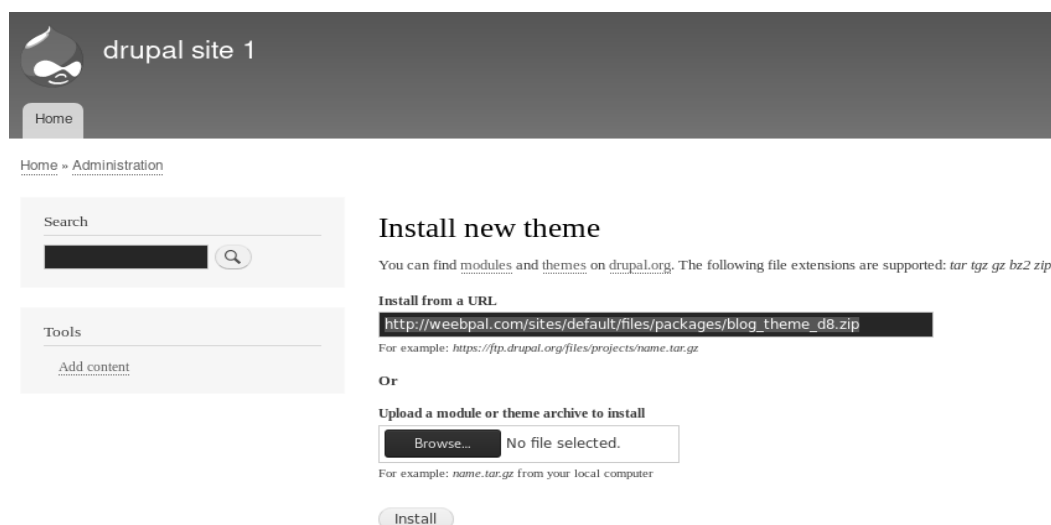 drupal site 1
Home
Home » Administration
Search
Tools
Add content
Install new theme
You can find modules and themes on drupal.org. The following file extensions are supported: tar tgz gz bz2 zip
Install from a URL
http://weebpal.com/sites/default/files/packages/blog_theme_d8.zip
For example: https://ftp.drupal.org/files/projects/name.tar.gz
Or
Upload a module or theme archive to install
Browse... No file selected.
For example: name.tar.gz from your local computer
Install